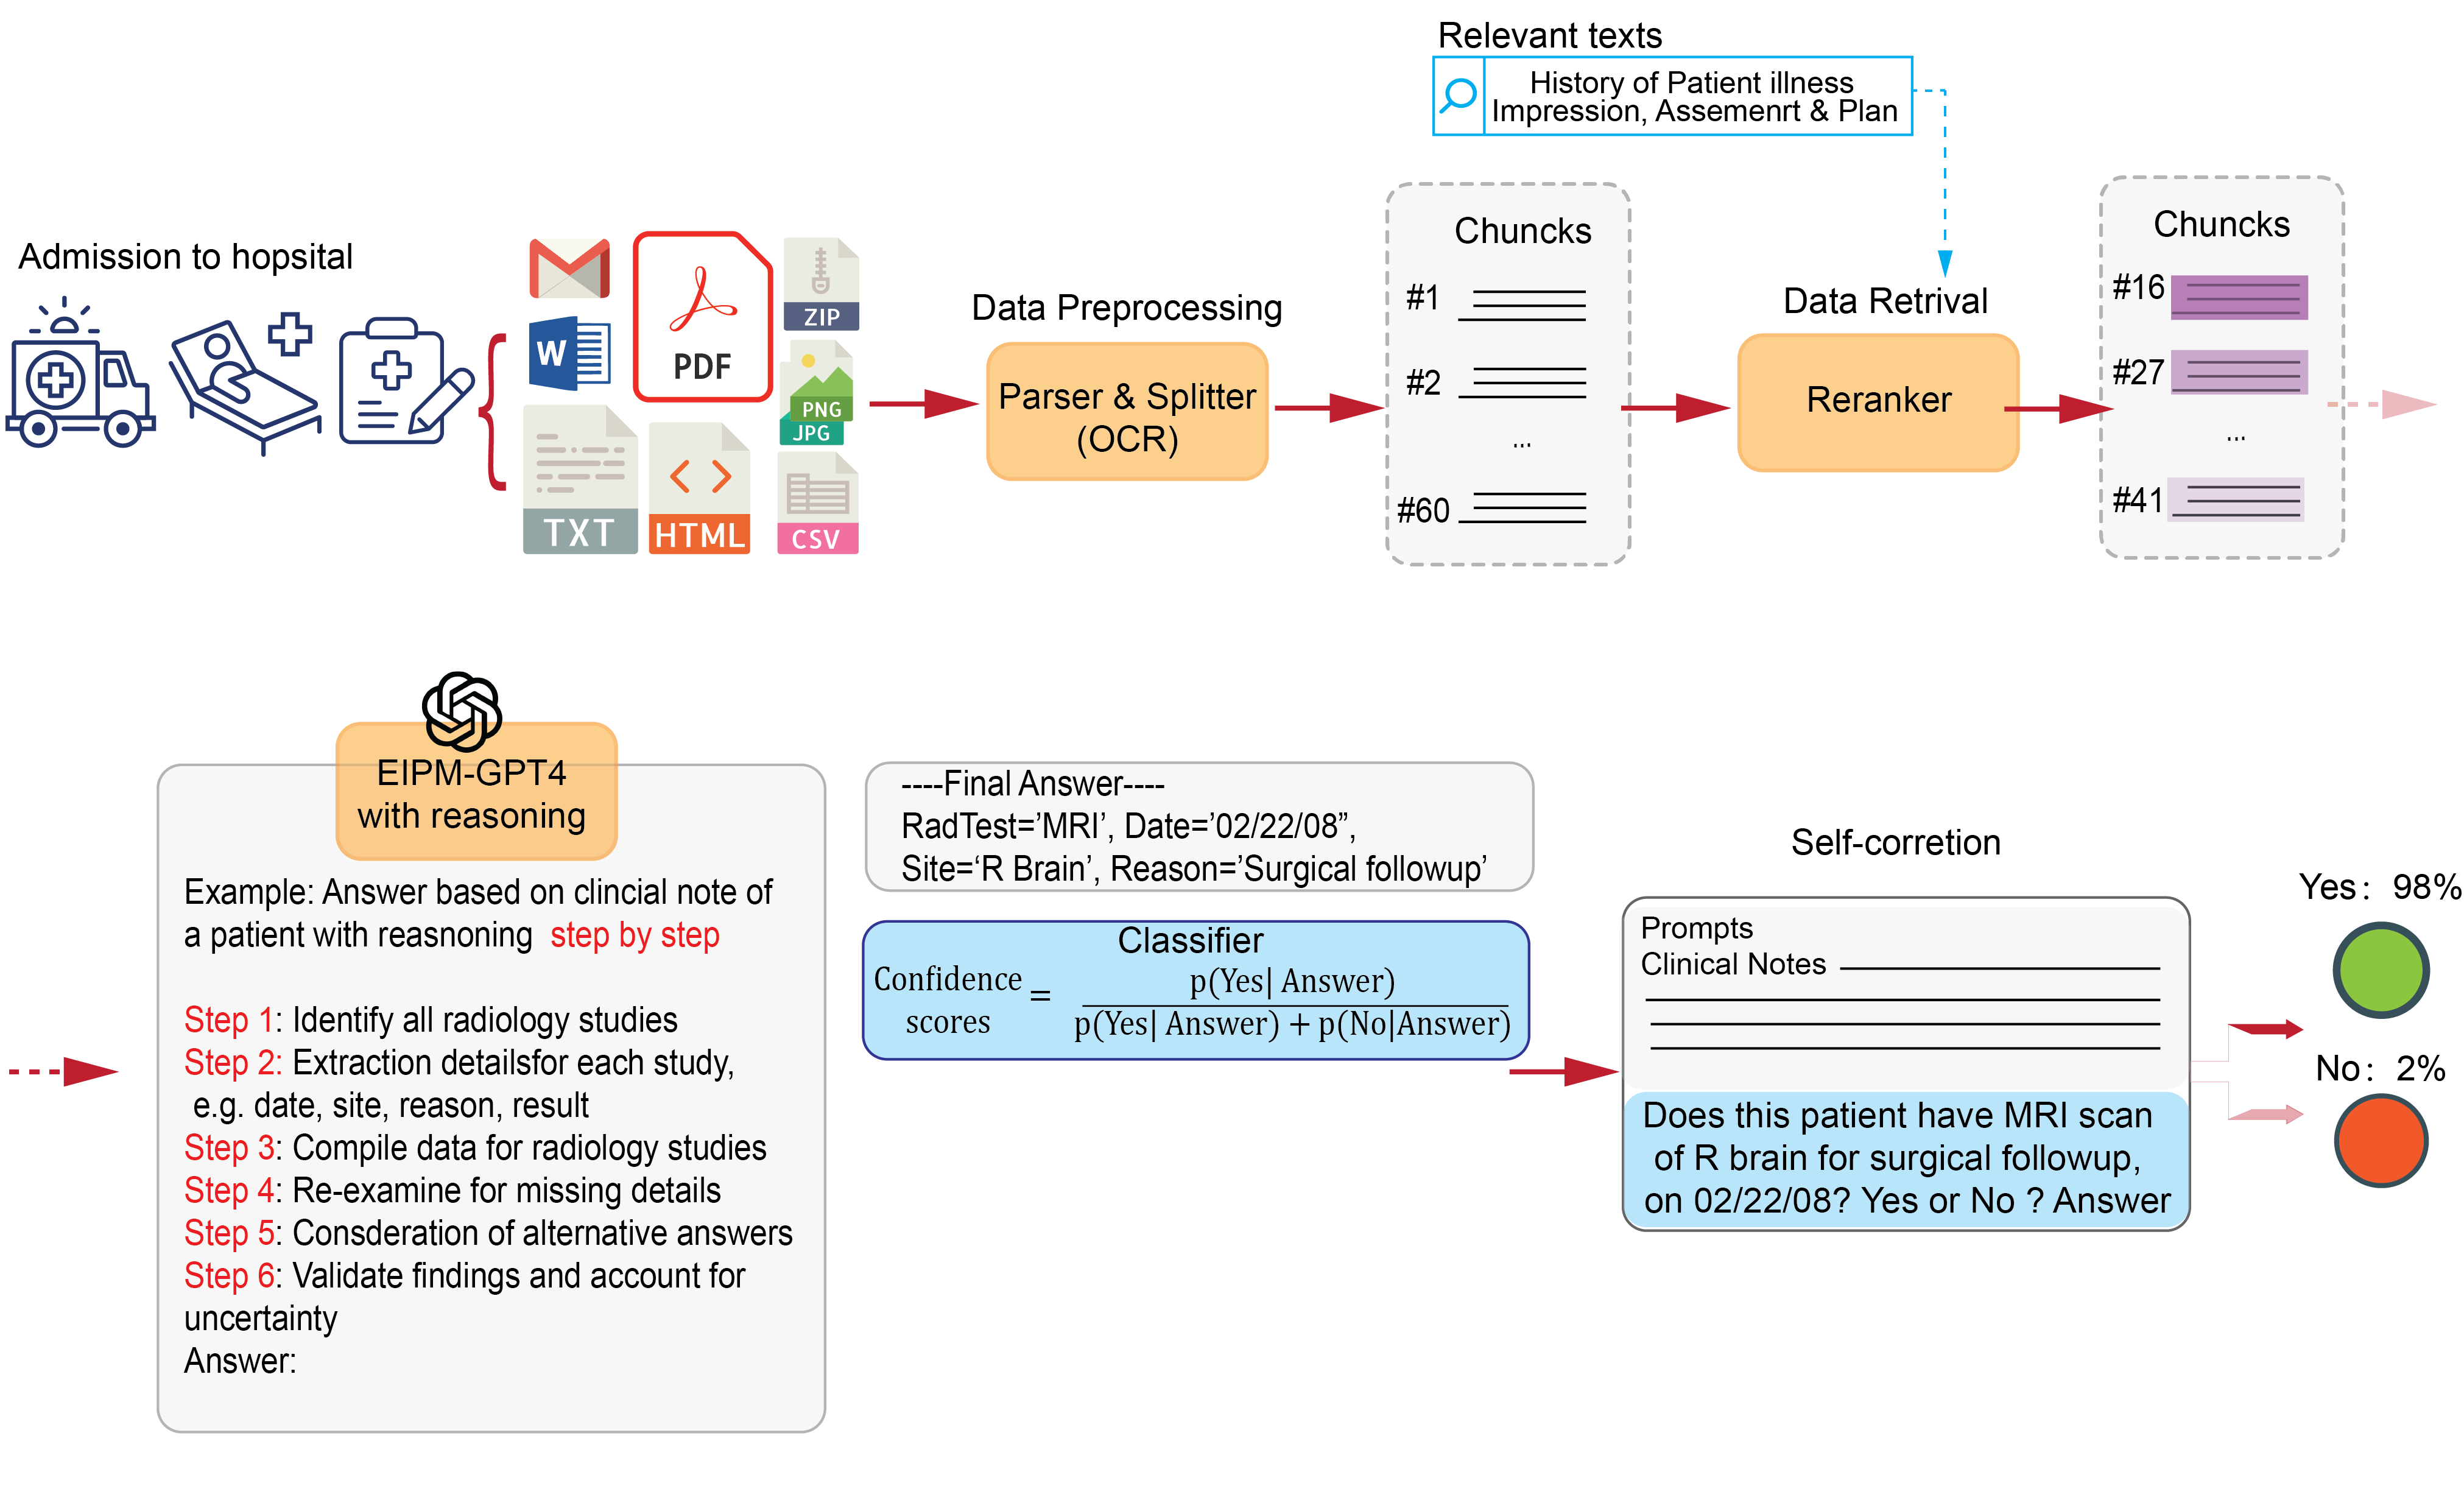 Relevant texts
History of Patient illness
Impression, Assemenrt & Plan
Admission to hopsital
W
PDF
ZIP
PNG
JPG
TXT
HTML
CSV
Data Preprocessing
Parser & Splitter
(OCR)
Chuncks
#1
#2
...
#60
Data Retrival
Reranker
Chuncks
#16
#27
...
#41
EIPM-GPT4
with reasoning
Example: Answer based on clincial note of
a patient with reasnoning step by step
Step 1: Identify all radiology studies
Step 2: Extraction detailsfor each study,
e.g. date, site, reason, result
Step 3: Compile data for radiology studies
Step 4: Re-examine for missing details
Step 5: Consderation of alternative answers
Step 6: Validate findings and account for
uncertainty
Answer:
----Final Answer----
RadTest=’MRI’, Date=’02/22/08”,
Site=‘R Brain’, Reason=’Surgical followup’
Classifier
Confidence scores = p(Yes| Answer)
p(Yes| Answer) + p(No|Answer)
Self-corretion
Prompts
Clinical Notes
Does this patient have MRI scan
of R brain for surgical followup,
on 02/22/08? Yes or No ? Answer
Yes: 98%
No: 2%